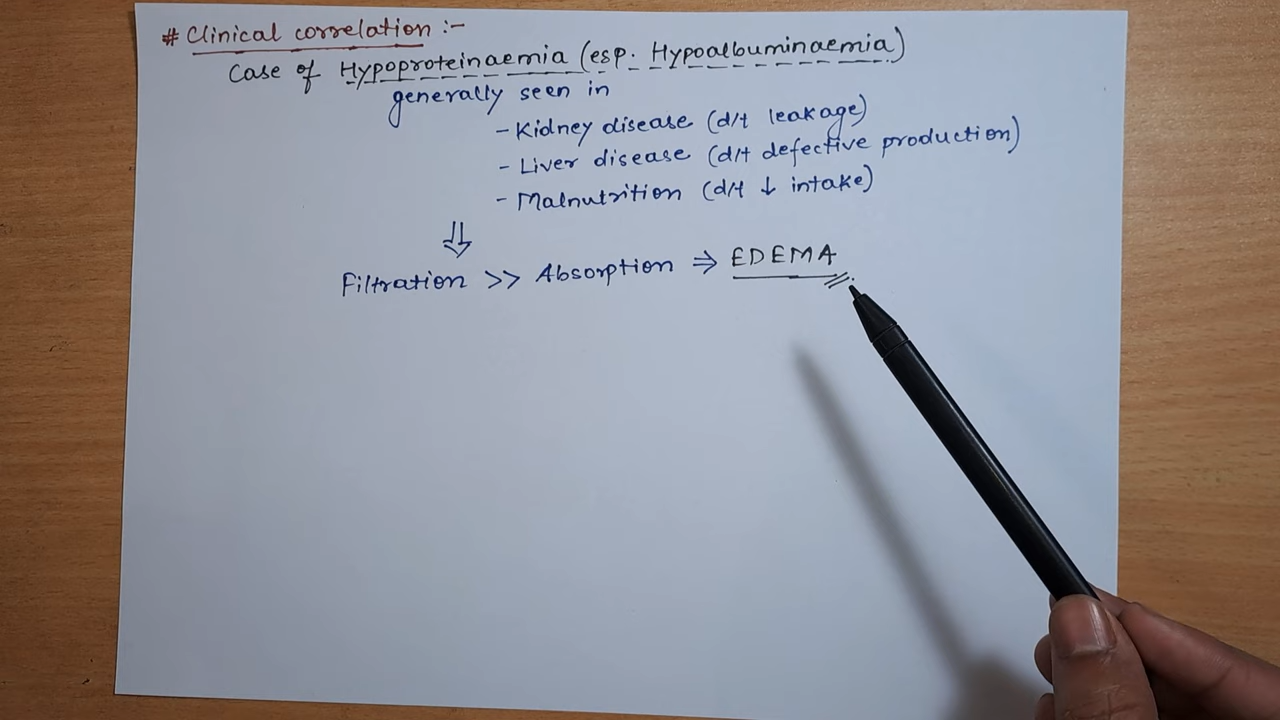 # Clinical correlation :-
Case of Hypoproteinaemia (esp. Hypoalbuminaemia)
generally seen in
- Kidney disease (d/t leakage)
- Liver disease (d/t defective production)
- Malnutrition (d/t ↓ intake)
⇓
Filtration >> Absorption ⇒ EDEMA